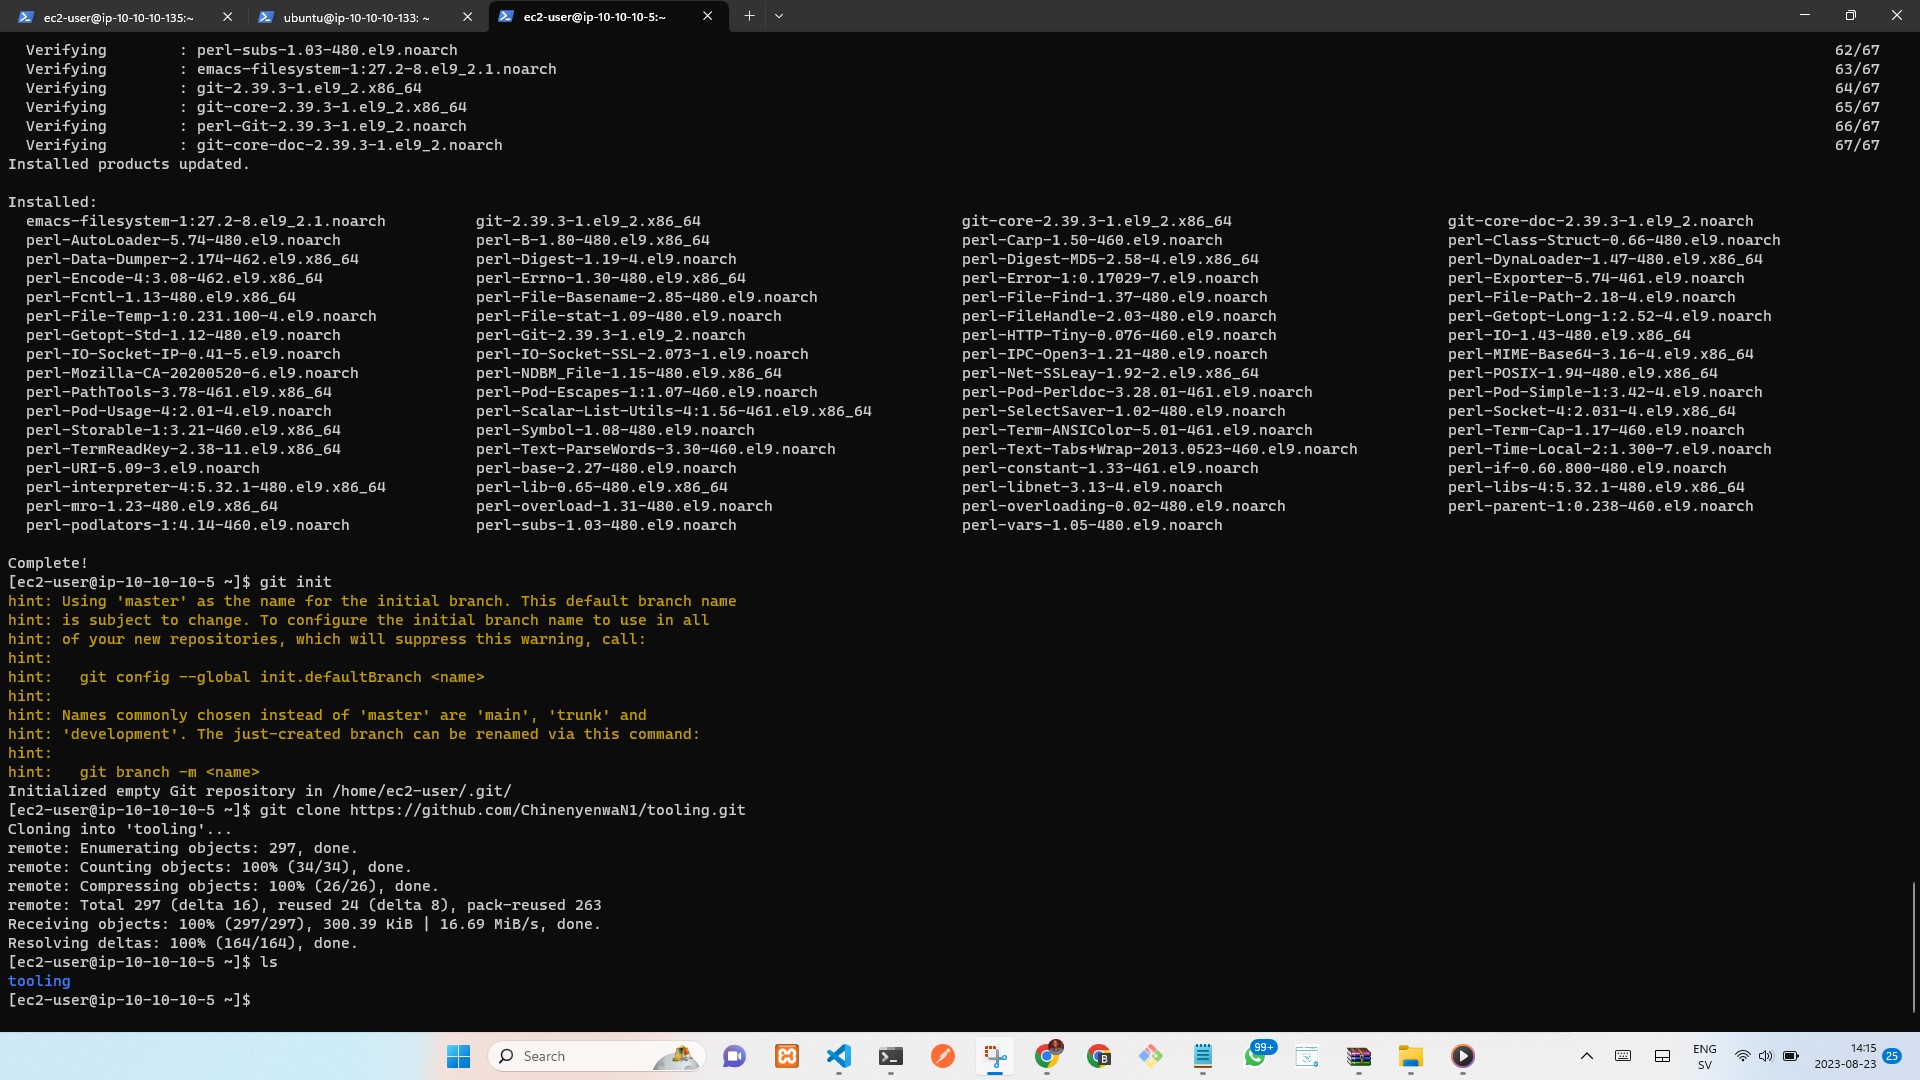 ec2-user@ip-10-10-10-135:~
ubuntu@ip-10-10-10-133: ~
ec2-user@ip-10-10-10-5:~
Verifying : perl-subs-1.03-480.el9.noarch 62/67
Verifying : emacs-filesystem-1:27.2-8.el9_2.1.noarch 63/67
Verifying : git-2.39.3-1.el9_2.x86_64 64/67
Verifying : git-core-2.39.3-1.el9_2.x86_64 65/67
Verifying : perl-Git-2.39.3-1.el9_2.noarch 66/67
Verifying : git-core-doc-2.39.3-1.el9_2.noarch 67/67
Installed products updated.
Installed:
emacs-filesystem-1:27.2-8.el9_2.1.noarch git-2.39.3-1.el9_2.x86_64 git-core-2.39.3-1.el9_2.x86_64 git-core-doc-2.39.3-1.el9_2.noarch
perl-AutoLoader-5.74-480.el9.noarch perl-B-1.80-480.el9.x86_64 perl-Carp-1.50-460.el9.noarch perl-Class-Struct-0.66-480.el9.noarch
perl-Data-Dumper-2.174-462.el9.x86_64 perl-Digest-1.19-4.el9.noarch perl-Digest-MD5-2.58-4.el9.x86_64 perl-DynaLoader-1.47-480.el9.x86_64
perl-Encode-4:3.08-462.el9.x86_64 perl-Errno-1.30-480.el9.x86_64 perl-Error-1:0.17029-7.el9.noarch perl-Exporter-5.74-461.el9.noarch
perl-Fcntl-1.13-480.el9.x86_64 perl-File-Basename-2.85-480.el9.noarch perl-File-Find-1.37-480.el9.noarch perl-File-Path-2.18-4.el9.noarch
perl-File-Temp-1:0.231.100-4.el9.noarch perl-File-stat-1.09-480.el9.noarch perl-FileHandle-2.03-480.el9.noarch perl-Getopt-Long-1:2.52-4.el9.noarch
perl-Getopt-Std-1.12-480.el9.noarch perl-Git-2.39.3-1.el9_2.noarch perl-HTTP-Tiny-0.076-460.el9.noarch perl-IO-1.43-480.el9.x86_64
perl-IO-Socket-IP-0.41-5.el9.noarch perl-IO-Socket-SSL-2.073-1.el9.noarch perl-IPC-Open3-1.21-480.el9.noarch perl-MIME-Base64-3.16-4.el9.x86_64
perl-Mozilla-CA-20200520-6.el9.noarch perl-NDBM_File-1.15-480.el9.x86_64 perl-Net-SSLeay-1.92-2.el9.x86_64 perl-POSIX-1.94-480.el9.x86_64
perl-PathTools-3.78-461.el9.x86_64 perl-Pod-Escapes-1:1.07-460.el9.noarch perl-Pod-Perldoc-3.28.01-461.el9.noarch perl-Pod-Simple-1:3.42-4.el9.noarch
perl-Pod-Usage-4:2.01-4.el9.noarch perl-Scalar-List-Utils-4:1.56-461.el9.x86_64 perl-SelectSaver-1.02-480.el9.noarch perl-Socket-4:2.031-4.el9.x86_64
perl-Storable-1:3.21-460.el9.x86_64 perl-Symbol-1.08-480.el9.noarch perl-Term-ANSIColor-5.01-461.el9.noarch perl-Term-Cap-1.17-460.el9.noarch
perl-TermReadKey-2.38-11.el9.x86_64 perl-Text-ParseWords-3.30-460.el9.noarch perl-Text-Tabs+Wrap-2013.0523-460.el9.noarch perl-Time-Local-2:1.300-7.el9.noarch
perl-URI-5.09-3.el9.noarch perl-base-2.27-480.el9.noarch perl-constant-1.33-461.el9.noarch perl-if-0.60.800-480.el9.noarch
perl-interpreter-4:5.32.1-480.el9.x86_64 perl-lib-0.65-480.el9.x86_64 perl-libnet-3.13-4.el9.noarch perl-libs-4:5.32.1-480.el9.x86_64
perl-mro-1.23-480.el9.x86_64 perl-overload-1.31-480.el9.noarch perl-overloading-0.02-480.el9.noarch perl-parent-1:0.238-460.el9.noarch
perl-podlators-1:4.14-460.el9.noarch perl-subs-1.03-480.el9.noarch perl-vars-1.05-480.el9.noarch
Complete!
[ec2-user@ip-10-10-10-5 ~]$ git init
hint: Using 'master' as the name for the initial branch. This default branch name
hint: is subject to change. To configure the initial branch name to use in all
hint: of your new repositories, which will suppress this warning, call:
hint:
hint: git config --global init.defaultBranch <name>
hint:
hint: Names commonly chosen instead of 'master' are 'main', 'trunk' and
hint: 'development'. The just-created branch can be renamed via this command:
hint:
hint: git branch -m <name>
Initialized empty Git repository in /home/ec2-user/.git/
[ec2-user@ip-10-10-10-5 ~]$ git clone https://github.com/ChinenyenwaN1/tooling.git
Cloning into 'tooling'...
remote: Enumerating objects: 297, done.
remote: Counting objects: 100% (34/34), done.
remote: Compressing objects: 100% (26/26), done.
remote: Total 297 (delta 16), reused 24 (delta 8), pack-reused 263
Receiving objects: 100% (297/297), 300.39 KiB | 16.69 MiB/s, done.
Resolving deltas: 100% (164/164), done.
[ec2-user@ip-10-10-10-5 ~]$ ls
tooling
[ec2-user@ip-10-10-10-5 ~]$
Search
B
99+
ENG
SV
14:15
2023-08-23
25